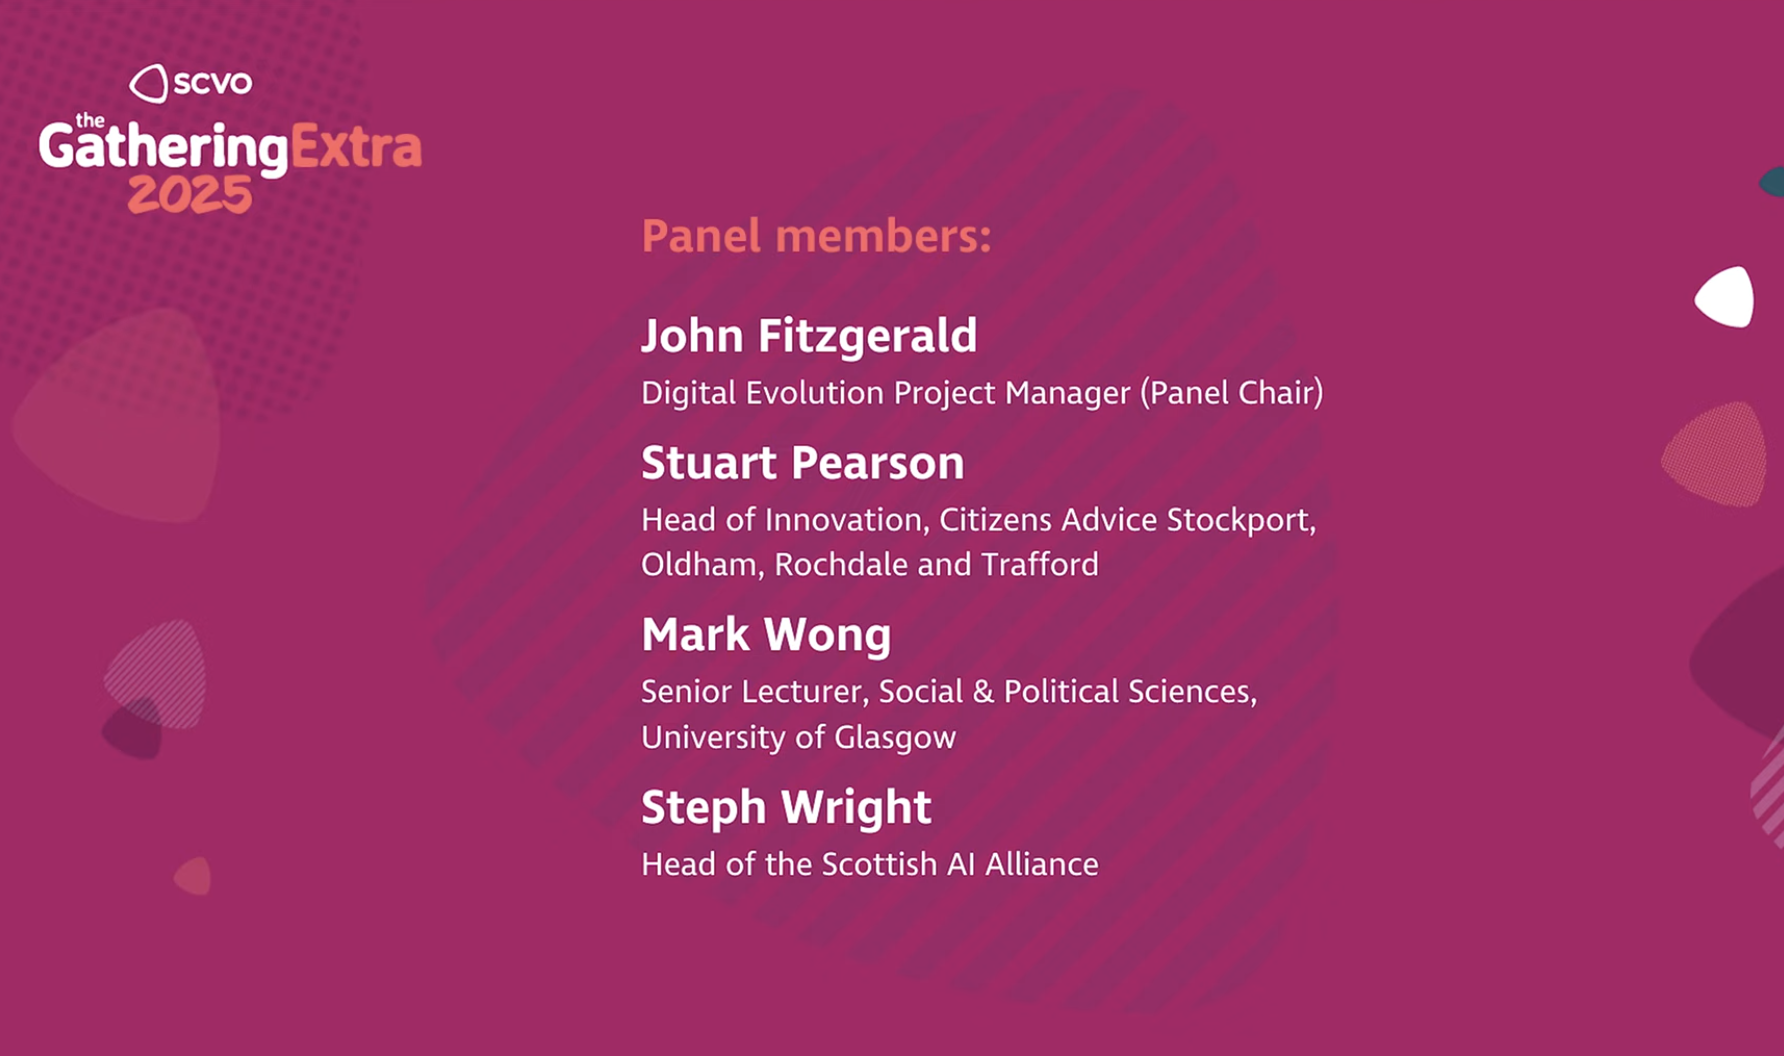 scvo
the
GatheringExtra
2025
Panel members:
John Fitzgerald
Digital Evolution Project Manager (Panel Chair)
Stuart Pearson
Head of Innovation, Citizens Advice Stockport,
Oldham, Rochdale and Trafford
Mark Wong
Senior Lecturer, Social & Political Sciences,
University of Glasgow
Steph Wright
Head of the Scottish AI Alliance